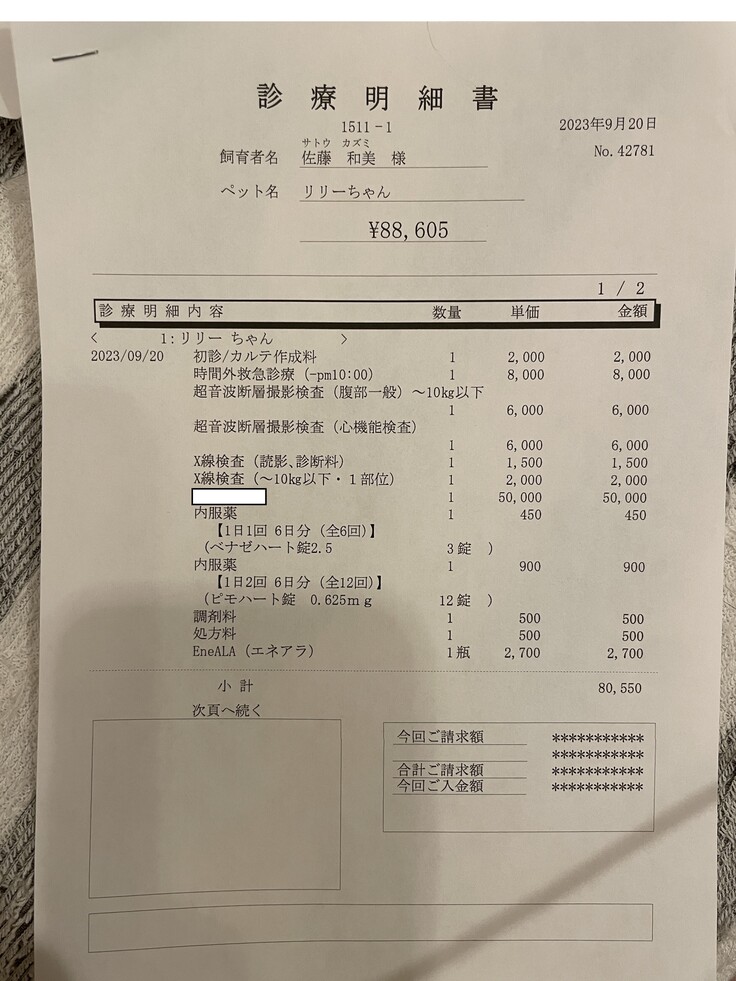 診療明細書
1511-1
2023年9月20日
サトウ カズミ
飼育者名 佐藤 和美 様
No.42781
ペット名 リリーちゃん
¥88,605
1 / 2
診療明細内容 数量 単価 金額
< 1:リリー ちゃん >
2023/09/20 初診/カルテ作成料 1 2,000 2,000
時間外救急診療(-pm10:00) 1 8,000 8,000
超音波断層撮影検査(腹部一般)〜10kg以下
1 6,000 6,000
超音波断層撮影検査(心機能検査)
1 6,000 6,000
X線検査(読影、診断料) 1 1,500 1,500
X線検査(〜10kg以下・1部位) 1 2,000 2,000
1 50,000 50,000
内服薬 1 450 450
【1日1回 6日分(全6回)】
(ベナゼハート錠2.5 3錠 )
内服薬 1 900 900
【1日2回 6日分(全12回)】
(ピモハート錠 0.625mg 12錠 )
調剤料 1 500 500
処方料 1 500 500
EneALA(エネアラ) 1瓶 2,700 2,700
小計 80,550
次頁へ続く
今回ご請求額 ***********
***********
合計ご請求額 ***********
今回ご入金額 ***********